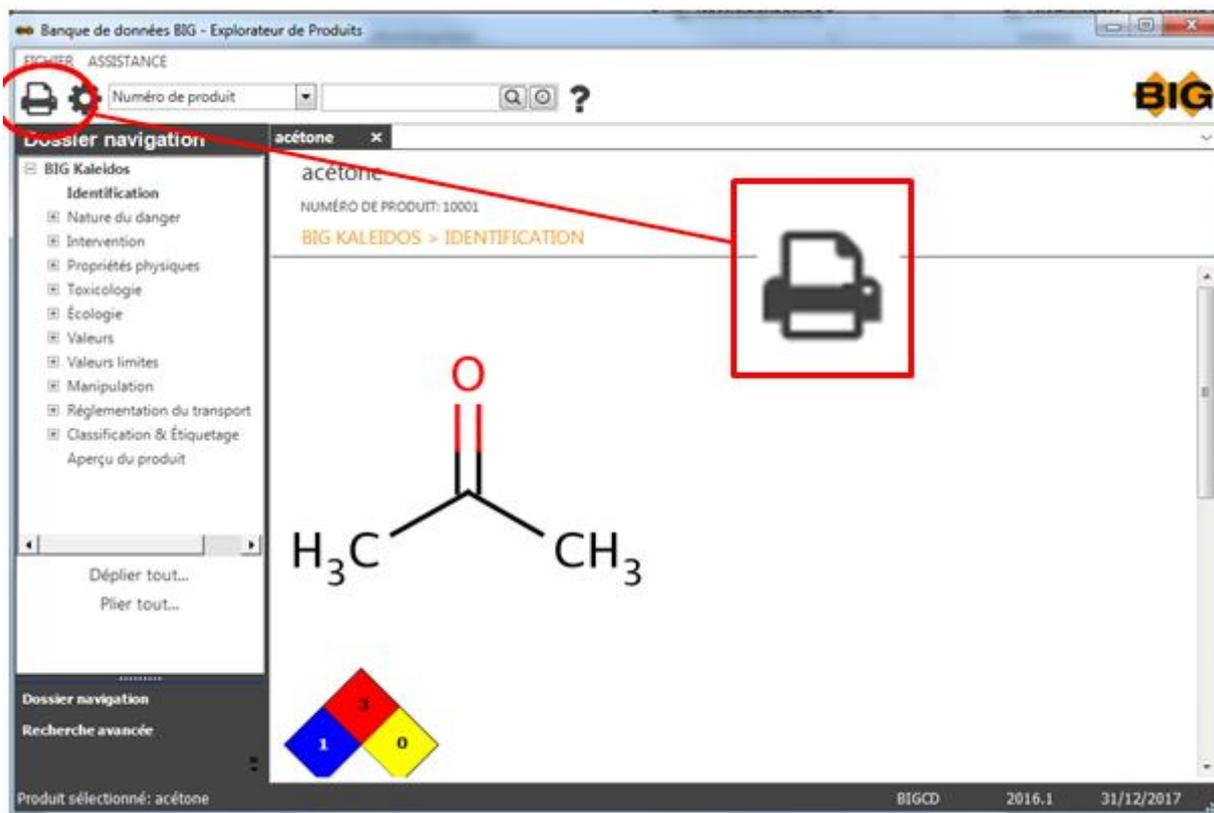 Banque de données BIG - Explorateur de Produits
FICHIER ASSISTANCE
Numéro de produit
?
BIG
Dossier navigation
acétone x
BIG Kaleidos
Identification
Nature du danger
Intervention
Propriétés physiques
Toxicologie
Écologie
Valeurs
Valeurs limites
Manipulation
Réglementation du transport
Classification & Étiquetage
Aperçu du produit
Déplier tout...
Plier tout...
Dossier navigation
Recherche avancée
acétone
NUMÉRO DE PRODUIT: 10001
BIG KALEIDOS > IDENTIFICATION
O
H3C CH3
3
1 0
Produit sélectionné: acétone BIGCD 2016.1 31/12/2017